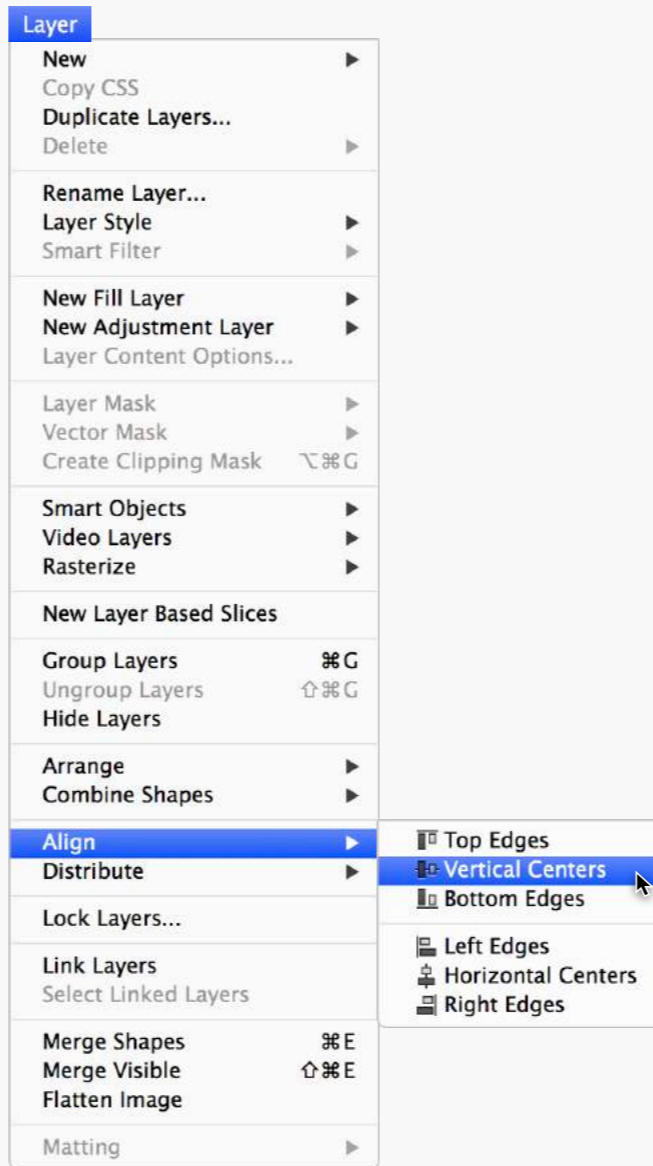 Layer
New
Copy CSS
Duplicate Layers...
Delete
Rename Layer...
Layer Style
Smart Filter
New Fill Layer
New Adjustment Layer
Layer Content Options...
Layer Mask
Vector Mask
Create Clipping Mask ⌥⌘G
Smart Objects
Video Layers
Rasterize
New Layer Based Slices
Group Layers ⌘G
Ungroup Layers ⇧⌘G
Hide Layers
Arrange
Combine Shapes
Align
Distribute
Lock Layers...
Link Layers
Select Linked Layers
Merge Shapes ⌘E
Merge Visible ⇧⌘E
Flatten Image
Matting
Top Edges
Vertical Centers
Bottom Edges
Left Edges
Horizontal Centers
Right Edges